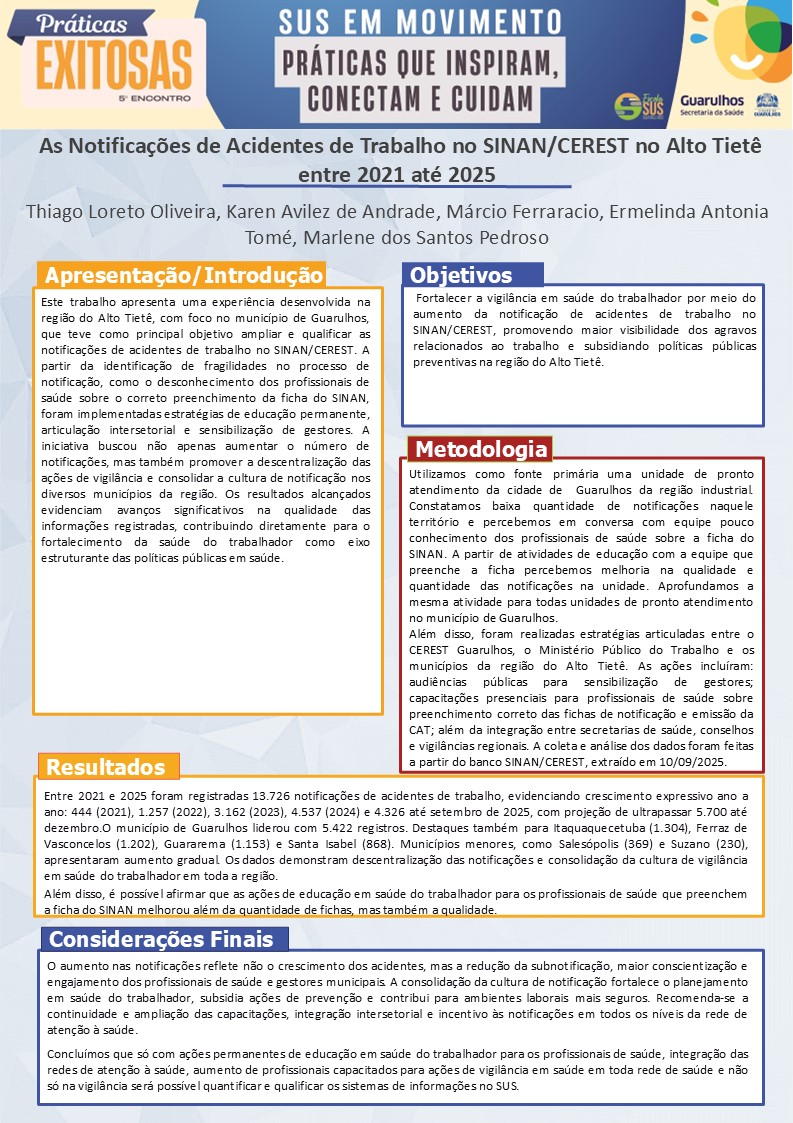 Práticas
EXITOSAS
5º ENCONTRO
SUS EM MOVIMENTO
PRÁTICAS QUE INSPIRAM,
CONECTAM E CUIDAM
Escola
SUS
Guarulhos
Secretaria da Saúde
GUARULHOS
As Notificações de Acidentes de Trabalho no SINAN/CEREST no Alto Tietê
entre 2021 até 2025
Thiago Loreto Oliveira, Karen Avilez de Andrade, Márcio Ferraracio, Ermelinda Antonia
Tomé, Marlene dos Santos Pedroso
Apresentação/Introdução
Este trabalho apresenta uma experiência desenvolvida na
região do Alto Tietê, com foco no município de Guarulhos,
que teve como principal objetivo ampliar e qualificar as
notificações de acidentes de trabalho no SINAN/CEREST. A
partir da identificação de fragilidades no processo de
notificação, como o desconhecimento dos profissionais de
saúde sobre o correto preenchimento da ficha do SINAN,
foram implementadas estratégias de educação permanente,
articulação intersetorial e sensibilização de gestores. A
iniciativa buscou não apenas aumentar o número de
notificações, mas também promover a descentralização das
ações de vigilância e consolidar a cultura de notificação nos
diversos municípios da região. Os resultados alcançados
evidenciam avanços significativos na qualidade das
informações registradas, contribuindo diretamente para o
fortalecimento da saúde do trabalhador como eixo
estruturante das políticas públicas em saúde.
Objetivos
Fortalecer a vigilância em saúde do trabalhador por meio do
aumento da notificação de acidentes de trabalho no
SINAN/CEREST, promovendo maior visibilidade dos agravos
relacionados ao trabalho e subsidiando políticas públicas
preventivas na região do Alto Tietê.
Metodologia
Utilizamos como fonte primária uma unidade de pronto
atendimento da cidade de Guarulhos da região industrial.
Constatamos baixa quantidade de notificações naquele
território e percebemos em conversa com equipe pouco
conhecimento dos profissionais de saúde sobre a ficha do
SINAN. A partir de atividades de educação com a equipe que
preenche a ficha percebemos melhoria na qualidade e
quantidade das notificações na unidade. Aprofundamos a
mesma atividade para todas unidades de pronto atendimento
no município de Guarulhos.
Além disso, foram realizadas estratégias articuladas entre o
CEREST Guarulhos, o Ministério Público do Trabalho e os
municípios da região do Alto Tietê. As ações incluíram:
audiências públicas para sensibilização de gestores;
capacitações presenciais para profissionais de saúde sobre
preenchimento correto das fichas de notificação e emissão da
CAT; além da integração entre secretarias de saúde, conselhos
e vigilâncias regionais. A coleta e análise dos dados foram feitas
a partir do banco SINAN/CEREST, extraído em 10/09/2025.
Resultados
Entre 2021 e 2025 foram registradas 13.726 notificações de acidentes de trabalho, evidenciando crescimento expressivo ano a
ano: 444 (2021), 1.257 (2022), 3.162 (2023), 4.537 (2024) e 4.326 até setembro de 2025, com projeção de ultrapassar 5.700 até
dezembro.O município de Guarulhos liderou com 5.422 registros. Destaques também para Itaquaquecetuba (1.304), Ferraz de
Vasconcelos (1.202), Guararema (1.153) e Santa Isabel (868). Municípios menores, como Salesópolis (369) e Suzano (230),
apresentaram aumento gradual. Os dados demonstram descentralização das notificações e consolidação da cultura de vigilância
em saúde do trabalhador em toda a região.
Além disso, é possível afirmar que as ações de educação em saúde do trabalhador para os profissionais de saúde que preenchem
a ficha do SINAN melhorou além da quantidade de fichas, mas também a qualidade.
Considerações Finais
O aumento nas notificações reflete não o crescimento dos acidentes, mas a redução da subnotificação, maior conscientização e
engajamento dos profissionais de saúde e gestores municipais. A consolidação da cultura de notificação fortalece o planejamento
em saúde do trabalhador, subsidia ações de prevenção e contribui para ambientes laborais mais seguros. Recomenda-se a
continuidade e ampliação das capacitações, integração intersetorial e incentivo às notificações em todos os níveis da rede de
atenção à saúde.
Concluímos que só com ações permanentes de educação em saúde do trabalhador para os profissionais de saúde, integração das
redes de atenção à saúde, aumento de profissionais capacitados para ações de vigilância em saúde em toda rede de saúde e não
só na vigilância será possível quantificar e qualificar os sistemas de informações no SUS.